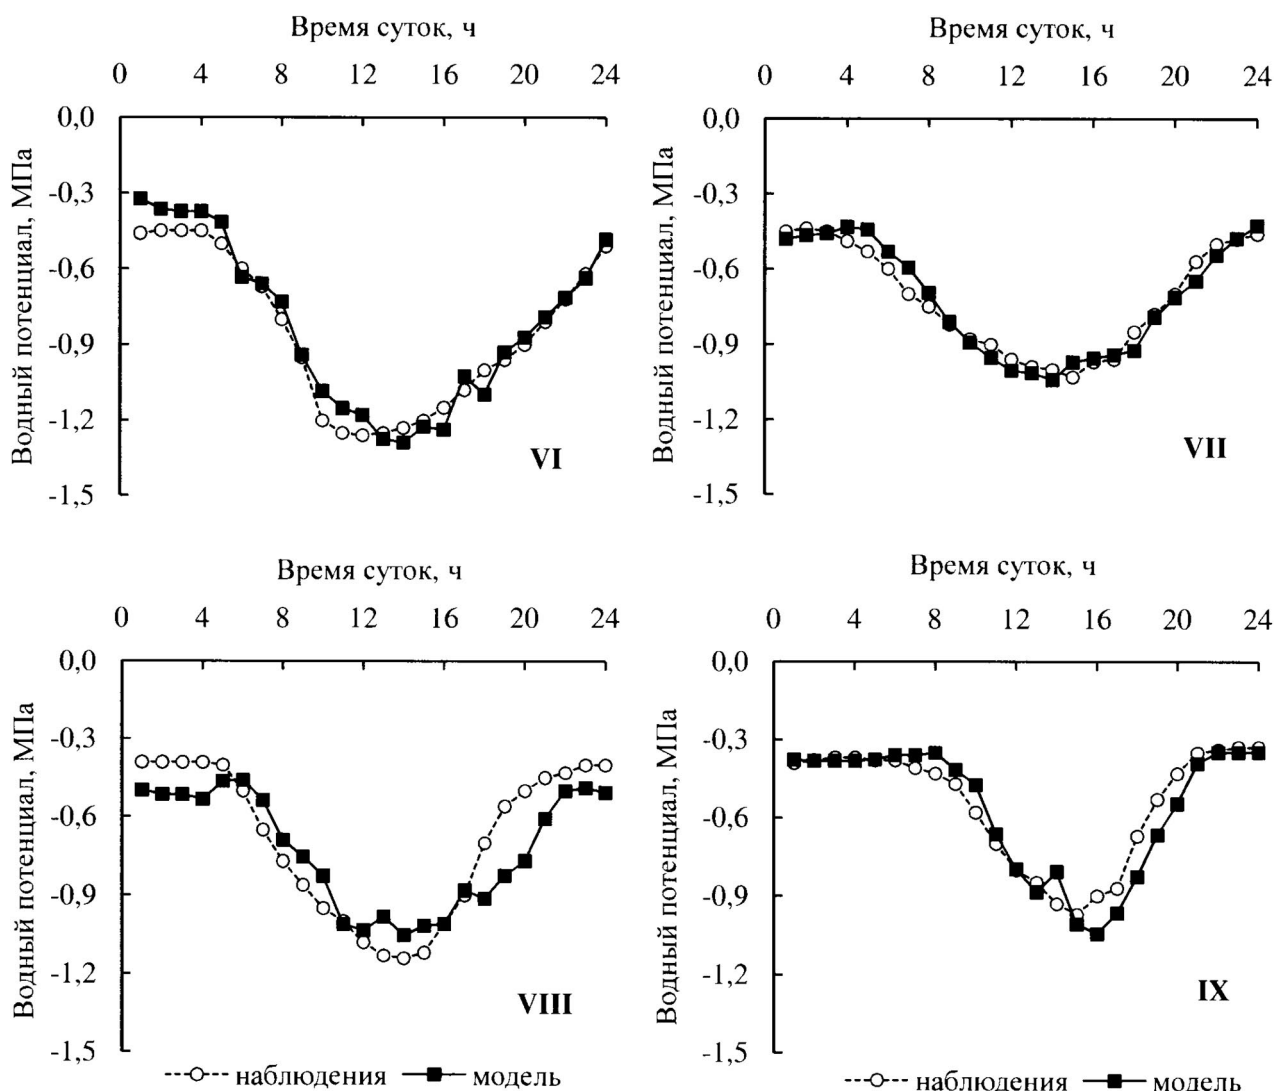 Время суток, ч
0 4 8 12 16 20 24
0,0
-0,3
-0,6
-0,9
-1,2
-1,5
Водный потенциал, МПа
VI
Время суток, ч
0 4 8 12 16 20 24
0,0
-0,3
-0,6
-0,9
-1,2
-1,5
Водный потенциал, МПа
VII
Время суток, ч
0 4 8 12 16 20 24
0,0
-0,3
-0,6
-0,9
-1,2
-1,5
Водный потенциал, МПа
VIII
наблюдения модель
Время суток, ч
0 4 8 12 16 20 24
0,0
-0,3
-0,6
-0,9
-1,2
-1,5
Водный потенциал, МПа
IX
наблюдения модель